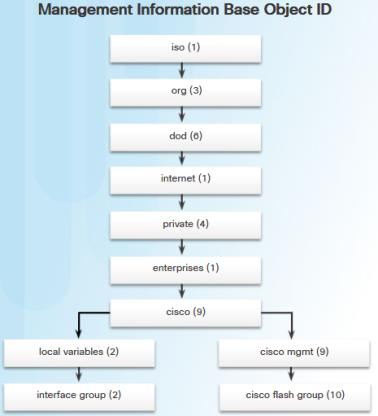 Management Information Base Object ID
iso (1)
org (3)
dod (6)
internet (1)
private (4)
enterprises (1)
cisco (9)
local variables (2)
cisco mgmt (9)
interface group (2)
cisco flash group (10)